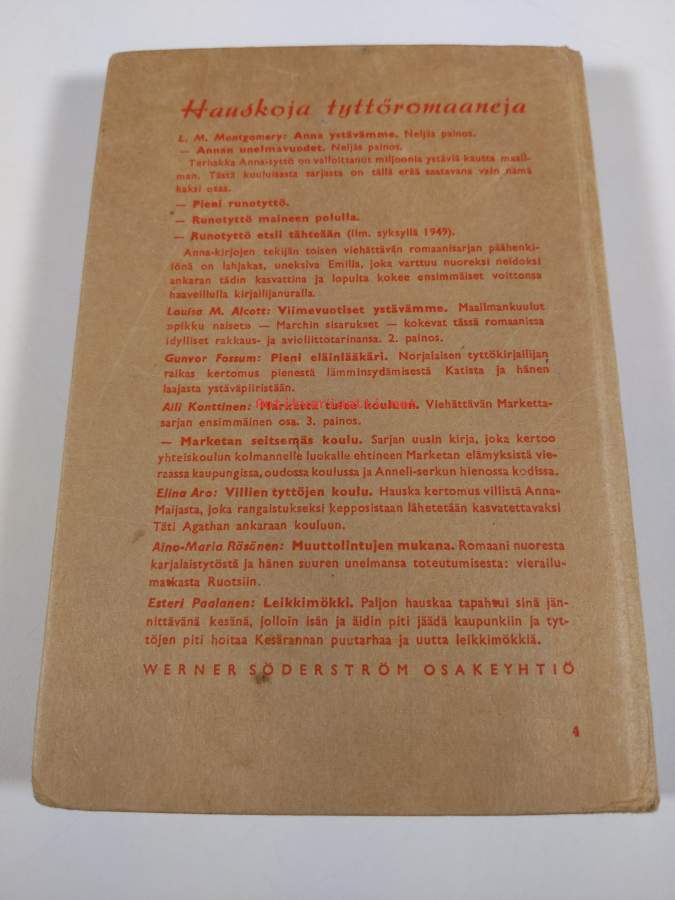 Hauskoja tyttöromaaneja
L. M. Montgomery: Anna ystävämme. Neljäs painos.
— Annan unelmavuodet. Neljäs painos.
Terhakka Anna-tyttö on valloittanut miljoonia ystäviä kautta maail-
man. Tästä kouluisasta sarjasta on tällä erää saatavana vain nämä
kaksi osaa.
— Pieni runotyttö.
— Runotyttö maineen polulla.
— Runotyttö etsii tähteään (ilm. syksyllä 1949).
Anna-kirjojen tekijän toisen viehättävän romaanisarjan päähenki-
lönä on lahjakas, uneksiva Emilia, joka varttuu nuoreksi neidoksi
ankaran tädin kasvattina ja lopulta kokee ensimmäiset voittonsa
haaveillulla kirjailijanuralla.
Louisa M. Alcott: Viimevuotiset ystävämme. Maailmankuulut
»pikku naiset» — Marchin sisarukset — kokevat tässä romaanissa
idylliset rakkaus- ja avioliittotarinansa. 2. painos.
Gunvor Fossum: Pieni eläinlääkäri. Norjalaisen tyttökirjailijan
raikas kertomus pienestä lämminsydämisestä Katista ja hänen
laajasta ystäväpiiristään.
Aili Konttinen: Marketta tulee kouluun. Viehättävän Marketta-
sarjan ensimmäinen osa. 3. painos.
— Marketan seitsemäs koulu. Sarjan uusin kirja, joka kertoo
yhteiskoulun kolmannelle luokalle ehtineen Marketan elämyksistä vie-
raassa kaupungissa, oudossa koulussa ja Anneli-serkun hienossa kodissa.
Elina Aro: Villien tyttöjen koulu. Hauska kertomus villistä Anna-
Maijasta, joka rangaistukseksi kepposistaan lähetetään kasvatettavaksi
Täti Agathan ankaraan kouluun.
Aino-Maria Räsänen: Muuttolintujen mukana. Romaani nuoresta
karjalaistytöstä ja hänen suuren unelmansa toteutumisesta: vierailu-
matkasta Ruotsiin.
Esteri Paalanen: Leikkimökki. Paljon hauskaa tapahtui sinä jän-
nittävänä kesänä, jolloin isän ja äidin piti jäädä kaupunkiin ja tyt-
töjen piti hoitaa Kesärannan puutarhaa ja uutta leikkimökkiä.
WERNER SÖDERSTRÖM OSAKEYHTIÖ
4